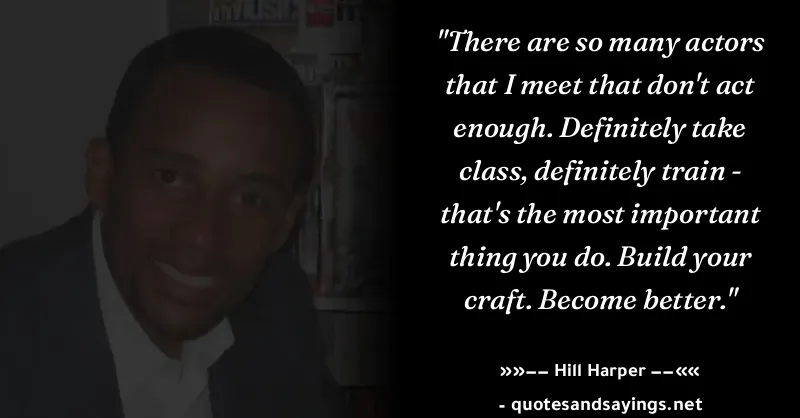 MUSIC
"There are so many actors
that I meet that don't act
enough. Definitely take
class, definitely train -
that's the most important
thing you do. Build your
craft. Become better."
»»−− Hill Harper −−««
- quotesandsayings.net